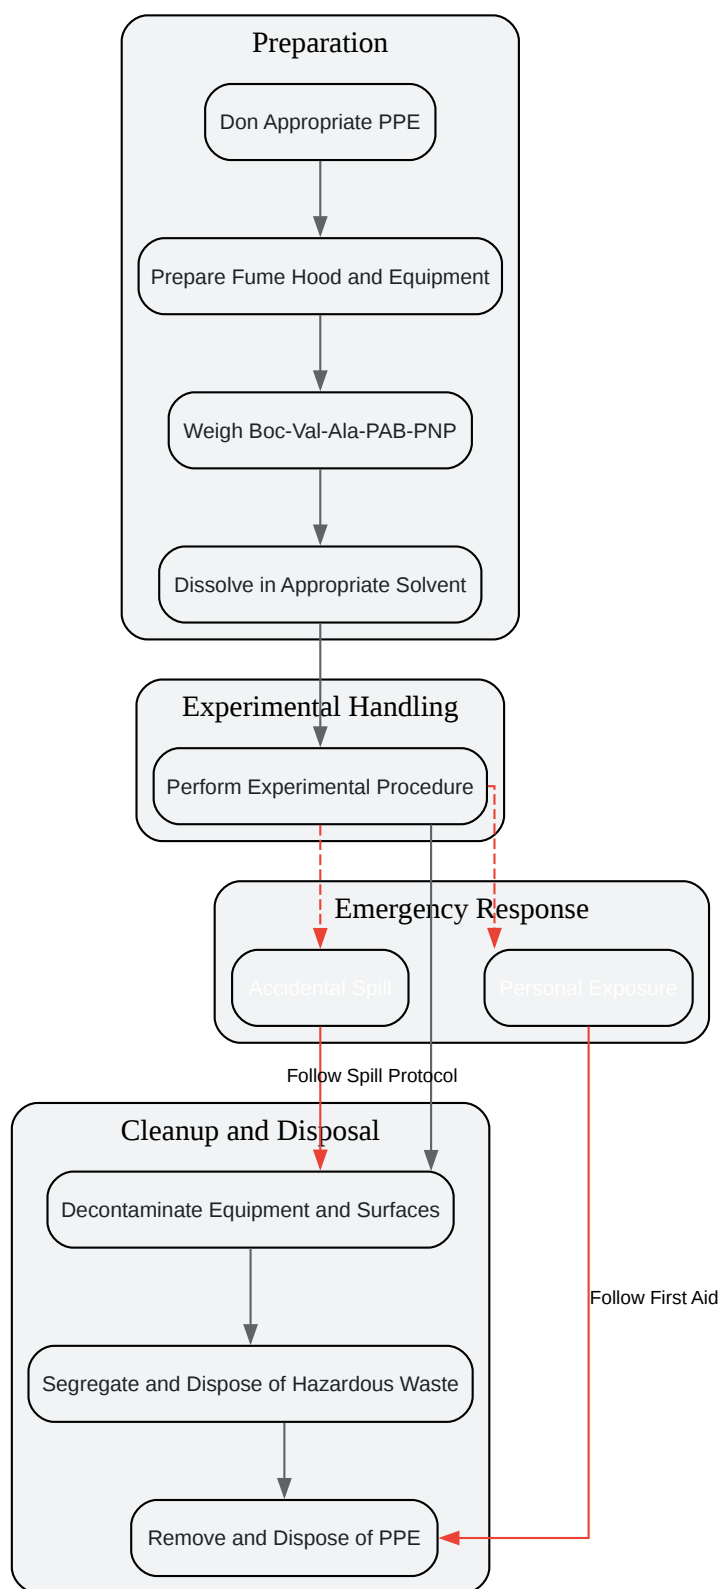 Preparation
Don Appropriate PPE
Prepare Fume Hood and Equipment
Weigh Boc-Val-Ala-PAB-PNP
Dissolve in Appropriate Solvent
Experimental Handling
Perform Experimental Procedure
Emergency Response
Accidental Spill
Personal Exposure
Follow Spill Protocol
Cleanup and Disposal
Decontaminate Equipment and Surfaces
Follow First Aid
Segregate and Dispose of Hazardous Waste
Remove and Dispose of PPE